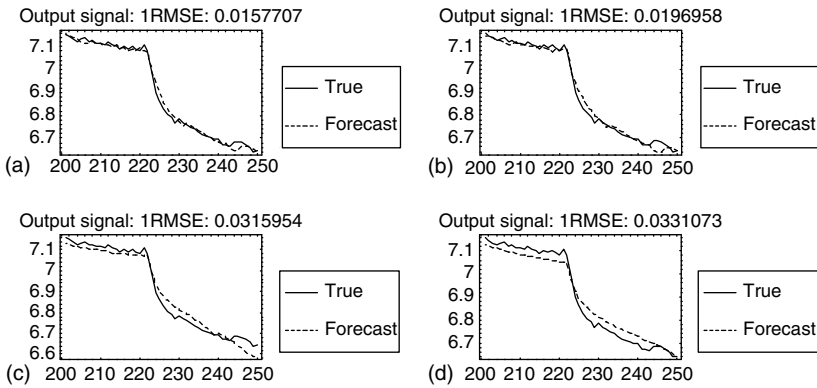 Output signal: 1RMSE: 0.0157707
7.1
7
6.9
6.8
6.7
200 210 220 230 240 250
True
Forecast
(a)
Output signal: 1RMSE: 0.0196958
7.1
7
6.9
6.8
6.7
200 210 220 230 240 250
True
Forecast
(b)
Output signal: 1RMSE: 0.0315954
7.1
7
6.9
6.8
6.7
6.6
200 210 220 230 240 250
True
Forecast
(c)
Output signal: 1RMSE: 0.0331073
7.1
7
6.9
6.8
6.7
200 210 220 230 240 250
True
Forecast
(d)